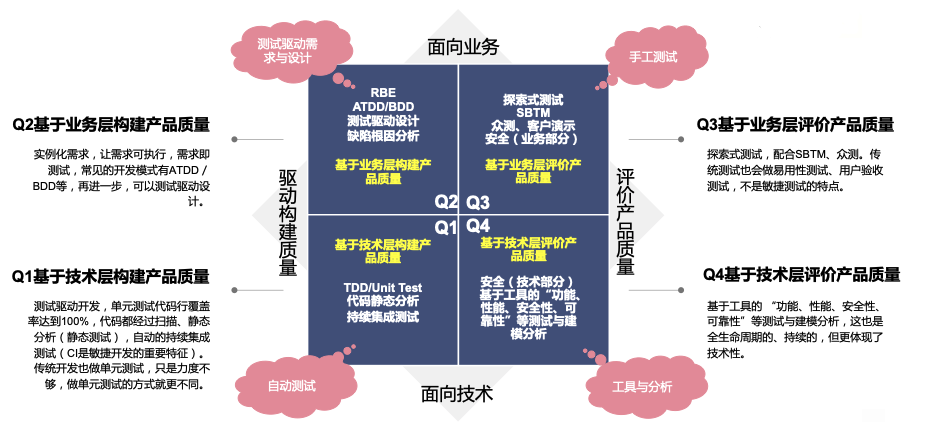 面向业务
测试驱动需
求与设计
手工测试
Q2基于业务层构建产品质量
实例化需求，让需求可执行，需求即
测试，常见的开发模式有ATDD /
BDD等，再进一步，可以测试驱动设
计。
RBE
ATDD/BDD
测试驱动设计
缺陷根因分析
基于业务层构建产
品质量
Q2
探索式测试
SBTM
众测、客户演示
安全（业务部分）
基于业务层评价产
品质量
Q3
Q3基于业务层评价产品质量
探索式测试，配合SBTM、众测。传
统测试也会做易用性测试、用户验收
测试，不是敏捷测试的特点。
驱动构建质量
评价产品质量
Q1基于技术层构建产品质量
测试驱动开发，单元测试代码行覆盖
率达到100%，代码都经过扫描、静态
分析（静态测试），自动的持续集成
测试（CI是敏捷开发的重要特征）。
传统开发也做单元测试，只是力度不
够，做单元测试的方式就更不同。
Q1
基于技术层构建产
品质量
TDD/Unit Test
代码静态分析
持续集成测试
Q4
基于技术层评价产
品质量
安全（技术部分）
基于工具的“功能、
性能、安全性、可
靠性”等测试与建
模分析
Q4基于技术层评价产品质量
基于工具的 “功能、性能、安全性、
可靠性”等测试与建模分析，这也是
全生命周期的、持续的，但更体现了
技术性。
自动测试
工具与分析
面向技术